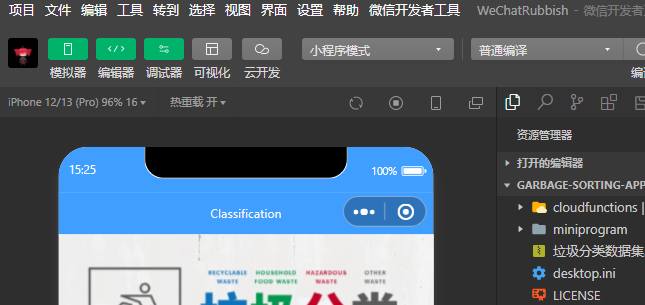 项目 文件 编辑 工具 转到 选择 视图 界面 设置 帮助 微信开发者工具 WeChatRubbish - 微信开发者
模拟器 编辑器 调试器 可视化 云开发 小程序模式 普通编译
iPhone 12/13 (Pro) 96% 16 热重载 开
资源管理器
打开的编辑器
GARBAGE-SORTING-APP
cloudfunctions |
miniprogram
垃圾分类数据集
desktop.ini
LICENSE
15:25 100%
Classification
RECYCLABLE WASTE HOUSEHOLD FOOD WASTE HAZARDOUS WASTE OTHER WASTE